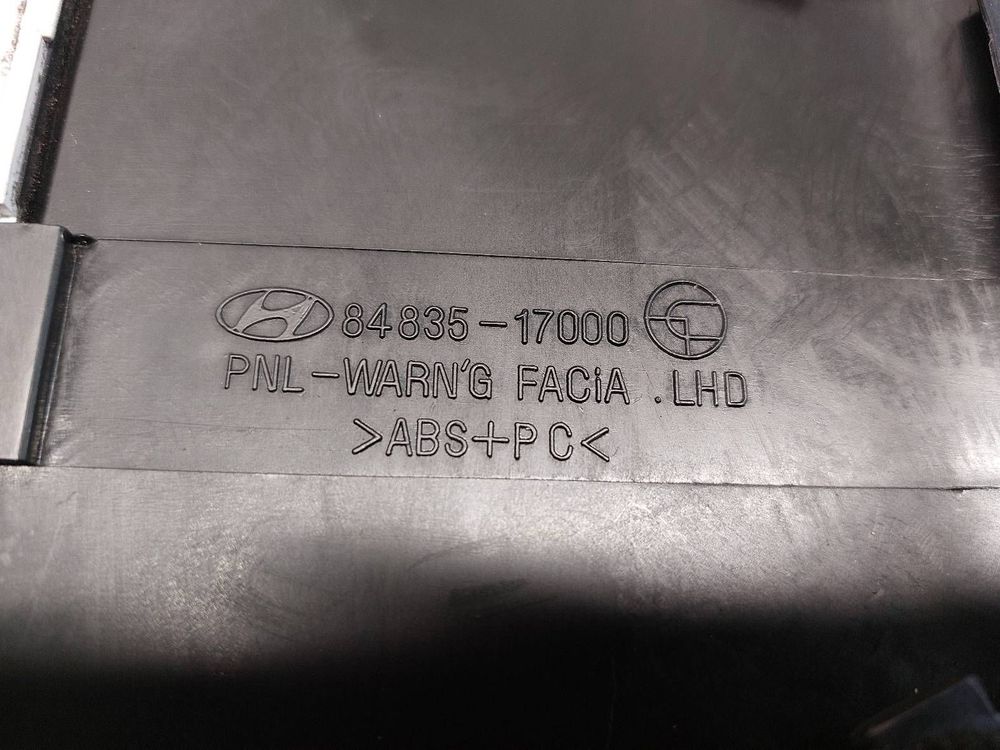 84835-17000
PNL-WARN'G FACiA .LHD
>ABS+PC<